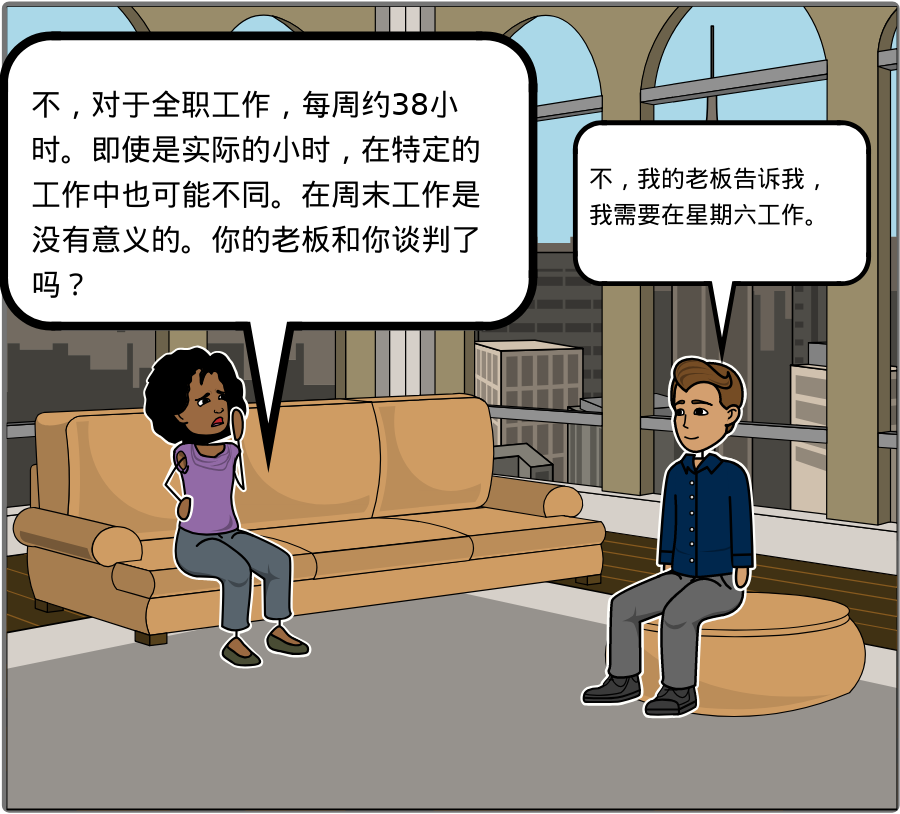 不，对于全职工作，每周约38小
时。即使是实际的小时，在特定的
工作中也可能不同。在周末工作是
没有意义的。你的老板和你谈判了
吗？
不，我的老板告诉我，
我需要在星期六工作。